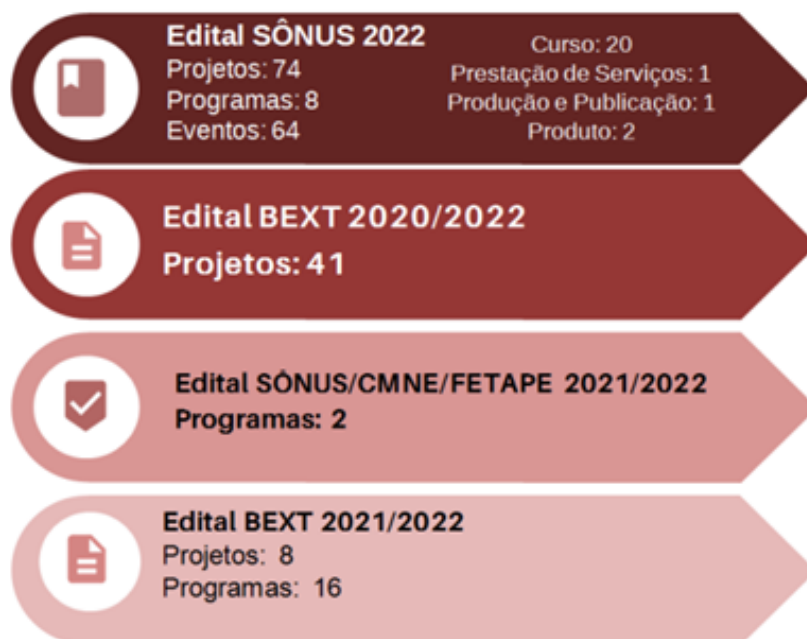 Edital SÔNUS 2022
Projetos: 74
Programas: 8
Eventos: 64
Curso: 20
Prestação de Serviços: 1
Produção e Publicação: 1
Produto: 2
Edital BEXT 2020/2022
Projetos: 41
Edital SÔNUS/CMNE/FETAPE 2021/2022
Programas: 2
Edital BEXT 2021/2022
Projetos: 8
Programas: 16